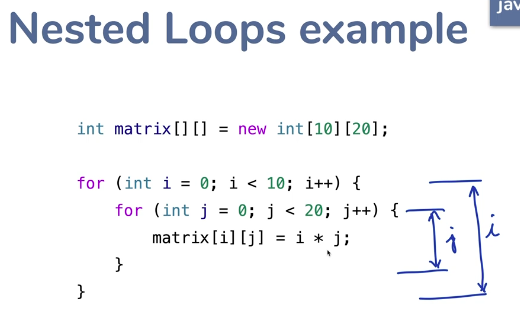 jav
Nested Loops example
int matrix[][] = new int[10][20];
for (int i = 0; i < 10; i++) {
for (int j = 0; j < 20; j++) {
matrix[i][j] = i * j;
}
}
j
i